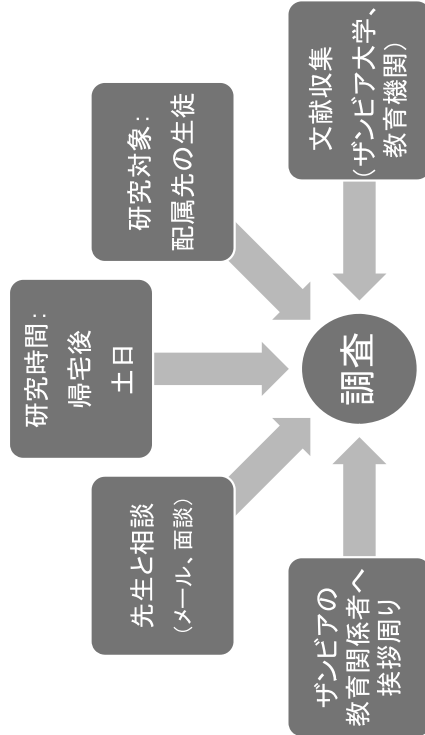 ザンビアの
教育関係者へ
挨拶周り
先生と相談
（メール、面談）
研究時間：
帰宅後
土日
研究対象：
配属先の生徒
文献収集
（ザンビア大学、
教育機関）
調査